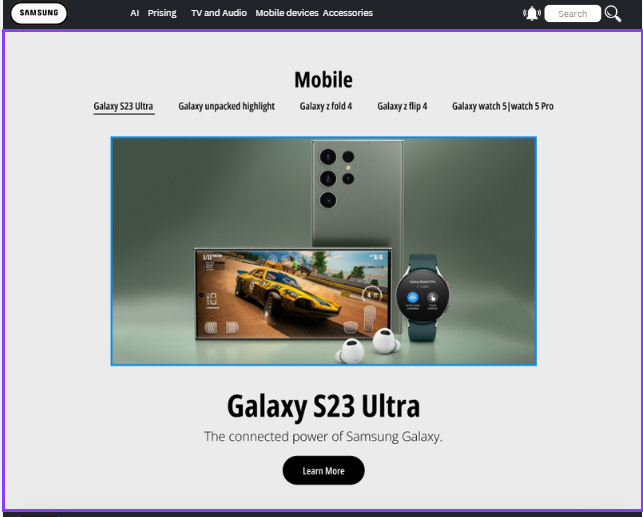 SAMSUNG
AI Prising TV and Audio Mobile devices Accessories Search
Mobile
Galaxy S23 Ultra Galaxy unpacked highlight Galaxy z fold 4 Galaxy z flip 4 Galaxy watch 5|watch 5 Pro
Galaxy S23 Ultra
The connected power of Samsung Galaxy.
Learn More